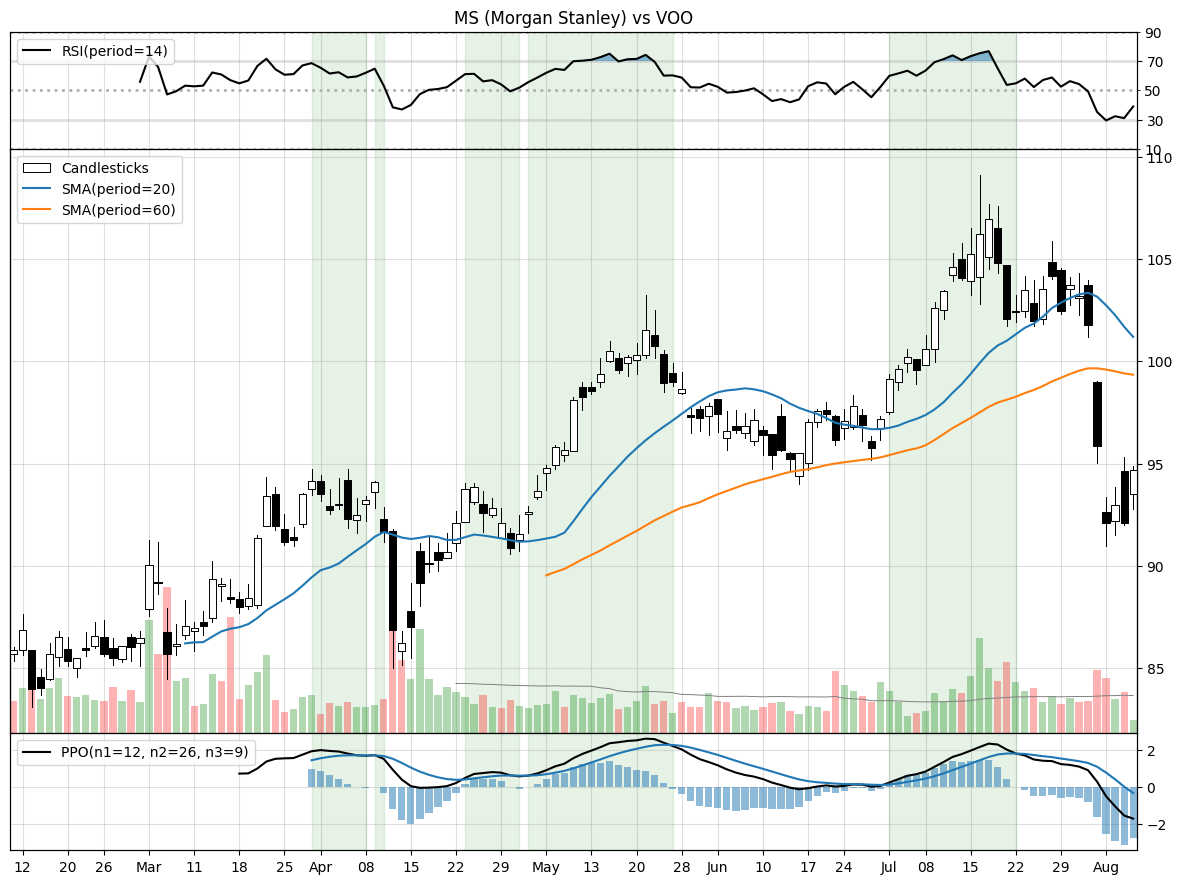 MS (Morgan Stanley) vs VOO
RSI(period=14)
90
70
50
30
10
Candlesticks
SMA(period=20)
SMA(period=60)
110
105
100
95
90
85
PPO(n1=12, n2=26, n3=9)
2
0
−2
12 20 26 Mar 11 18 25 Apr 08 15 22 29 May 13 20 28 Jun 10 17 24 Jul 08 15 22 29 Aug